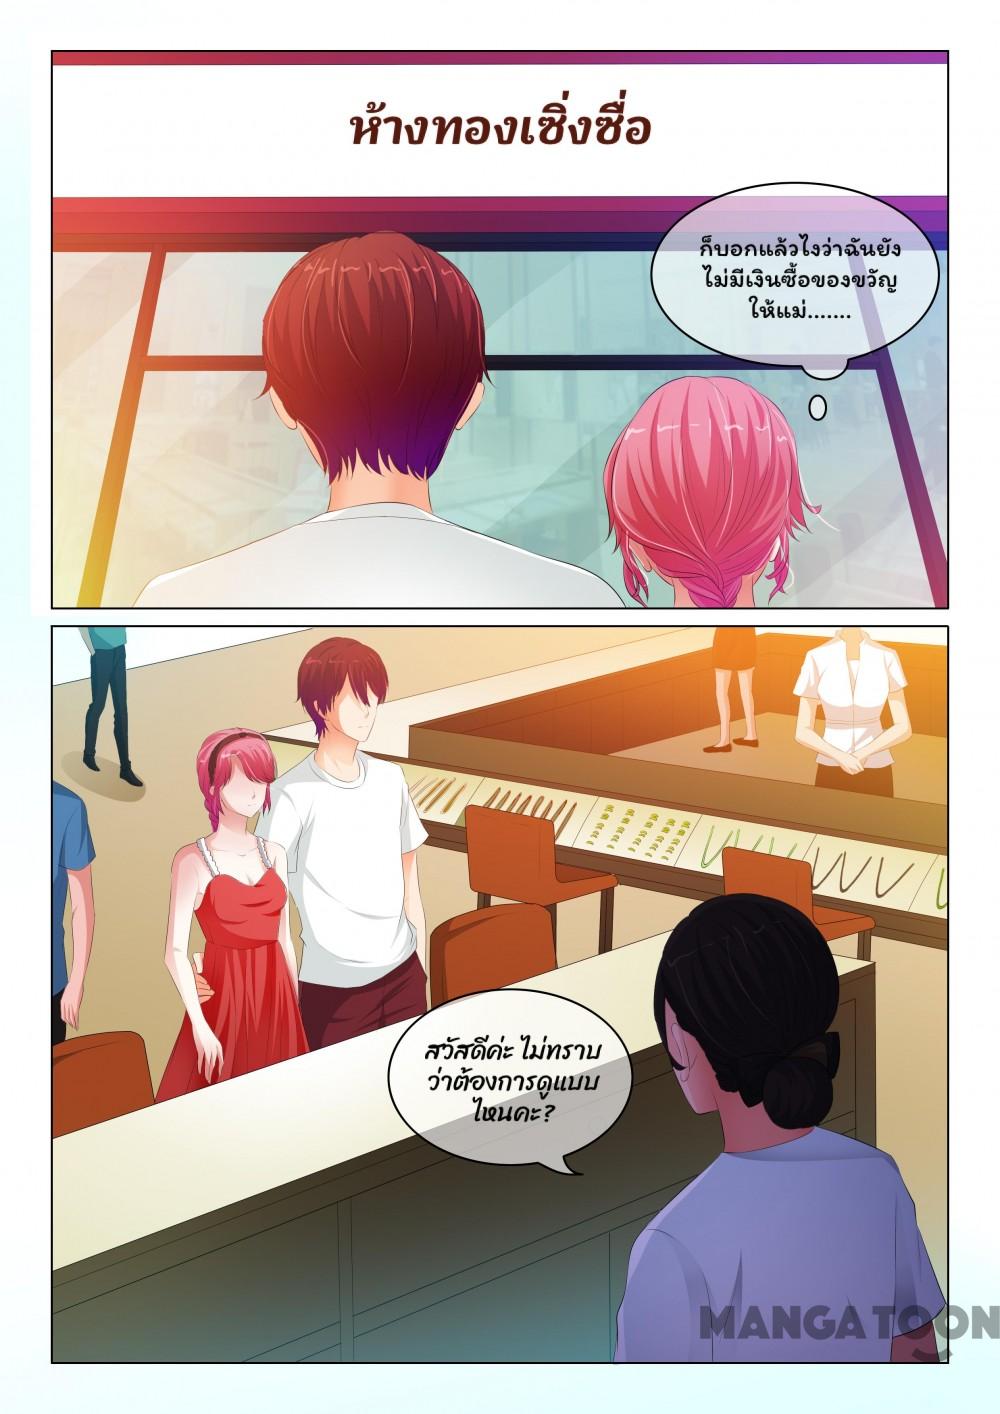 ห้างทองเซิ่งซื่อ
ก็บอกแล้วไงว่าฉันยัง
ไม่มีเงินซื้อของขวัญ
ให้แม่.......
สวัสดีค่ะ ไม่ทราบ
ว่าต้องการดูแบบ
ไหนคะ?
MANGATOON